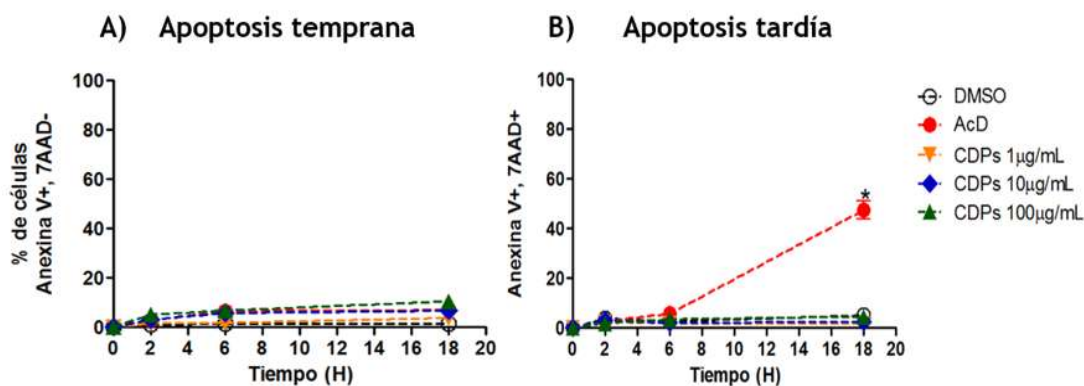 A) Apoptosis temprana
% de células
Anexina V+, 7AAD-
100
80
60
40
20
0
0 2 4 6 8 10 12 14 16 18 20
Tiempo (H)
B) Apoptosis tardía
Anexina V+, 7AAD+
100
80
60
40
20
0
*
0 2 4 6 8 10 12 14 16 18 20
Tiempo (H)
DMSO
AcD
CDPs 1µg/mL
CDPs 10µg/mL
CDPs 100µg/mL